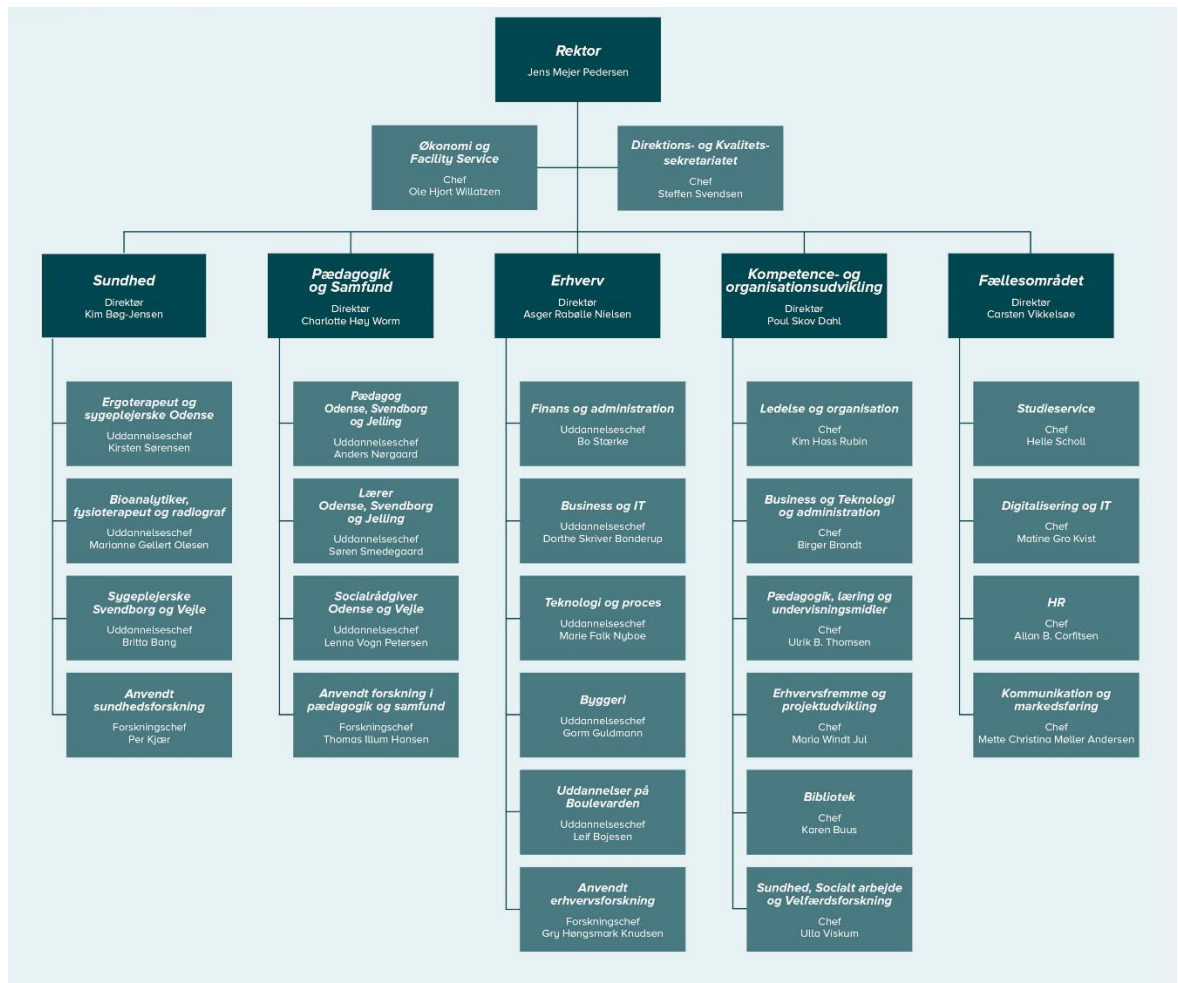 Rektor
Jens Mejer Pedersen
Økonomi og
Facility Service
Chef
Ole Hjort Willatzen
Direktions- og Kvalitets-
sekretariatet
Chef
Steffen Svendsen
Sundhed
Direktør
Kim Bøg-Jensen
Pædagogik
og Samfund
Direktør
Charlotte Høy Worm
Erhverv
Direktør
Asger Rabølle Nielsen
Kompetence- og
organisationsudvikling
Direktør
Poul Skov Dahl
Fællesområdet
Direktør
Carsten Vikkelsøe
Ergoterapeut og
sygeplejerske Odense
Uddannelseschef
Kirsten Sørensen
Bioanalytiker,
fysioterapeut og radiograf
Uddannelseschef
Marianne Gellert Olesen
Sygeplejerske
Svendborg og Vejle
Uddannelseschef
Britta Bang
Anvendt
sundhedsforskning
Forskningschef
Per Kjær
Pædagog
Odense, Svendborg
og Jelling
Uddannelseschef
Anders Nørgaard
Lærer
Odense, Svendborg
og Jelling
Uddannelseschef
Søren Smedegaard
Socialrådgiver
Odense og Vejle
Uddannelseschef
Lenna Vogn Petersen
Anvendt forskning i
pædagogik og samfund
Forskningschef
Thomas Illum Hansen
Finans og administration
Uddannelseschef
Bo Stærke
Business og IT
Uddannelseschef
Dorthe Skriver Bonderup
Teknologi og proces
Uddannelseschef
Marie Falk Nyboe
Byggeri
Uddannelseschef
Gorm Guldmann
Uddannelser på
Boulevarden
Uddannelseschef
Leif Bojesen
Anvendt
erhvervsforskning
Forskningschef
Gry Høngsmark Knudsen
Ledelse og organisation
Chef
Kim Hass Rubin
Business og Teknologi
og administration
Chef
Birger Brandt
Pædagogik, læring og
undervisningsmidler
Chef
Ulrik B. Thomsen
Erhvervsfremme og
projektudvikling
Chef
Maria Windt Jul
Bibliotek
Chef
Karen Buus
Sundhed, Socialt arbejde
og Velfærdsforskning
Chef
Ulla Viskum
Studieservice
Chef
Helle Scholl
Digitalisering og IT
Chef
Matine Gro Kvist
HR
Chef
Allan B. Corfitsen
Kommunikation og
markedsføring
Chef
Mette Christina Møller Andersen